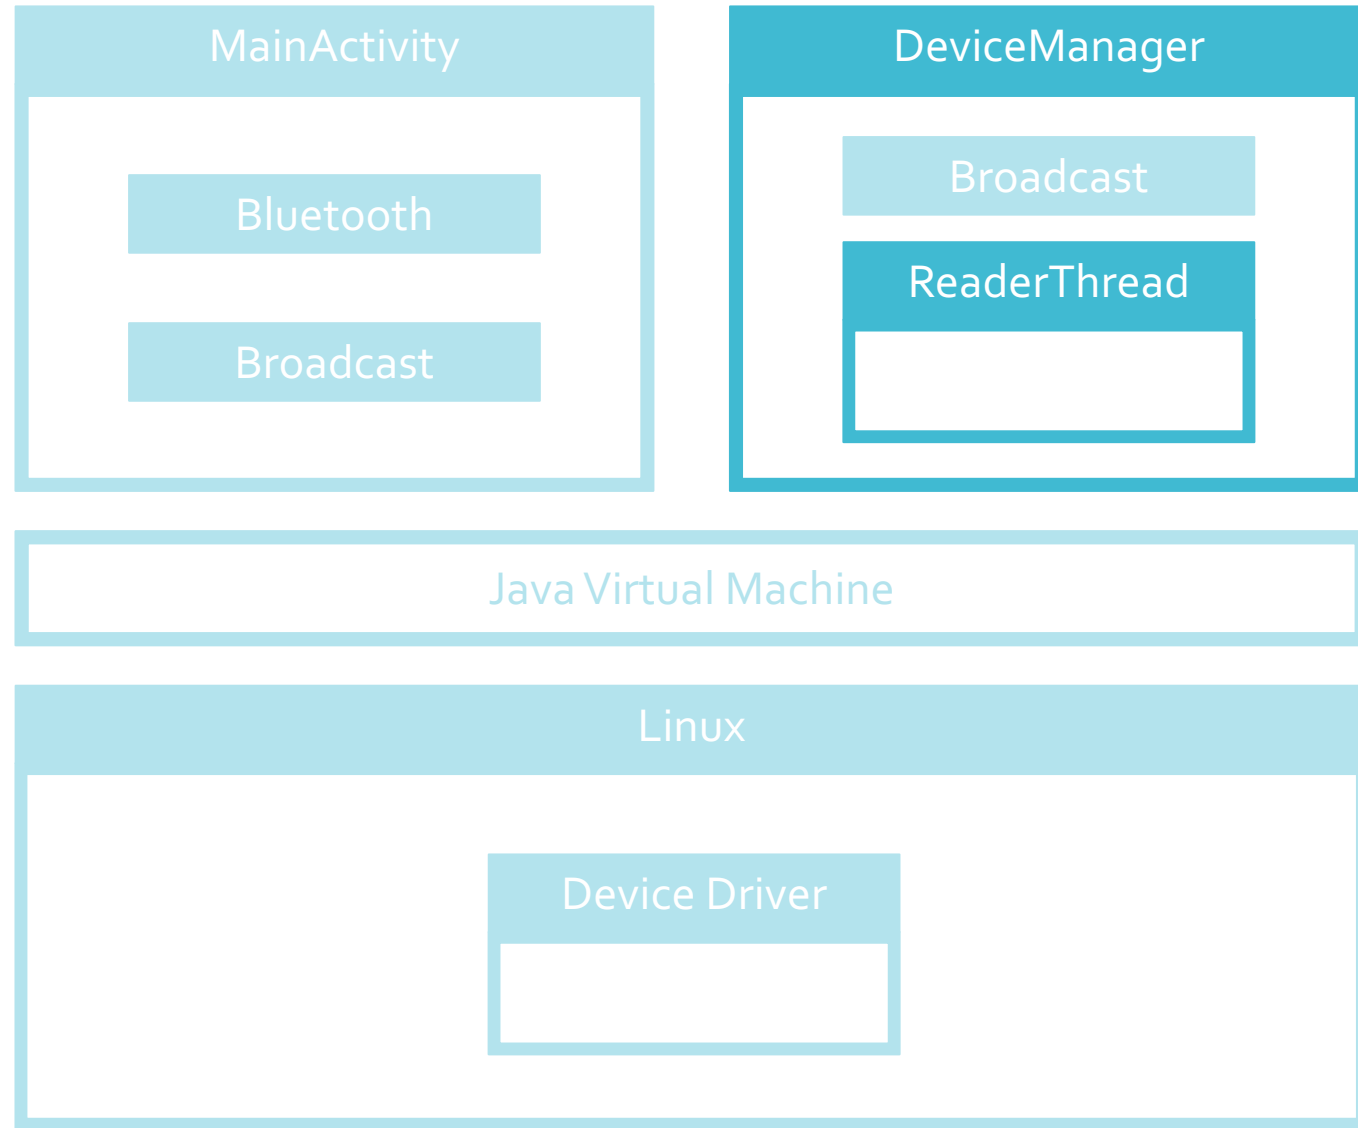 MainActivity
Bluetooth
Broadcast
DeviceManager
Broadcast
ReaderThread
Java Virtual Machine
Linux
Device Driver